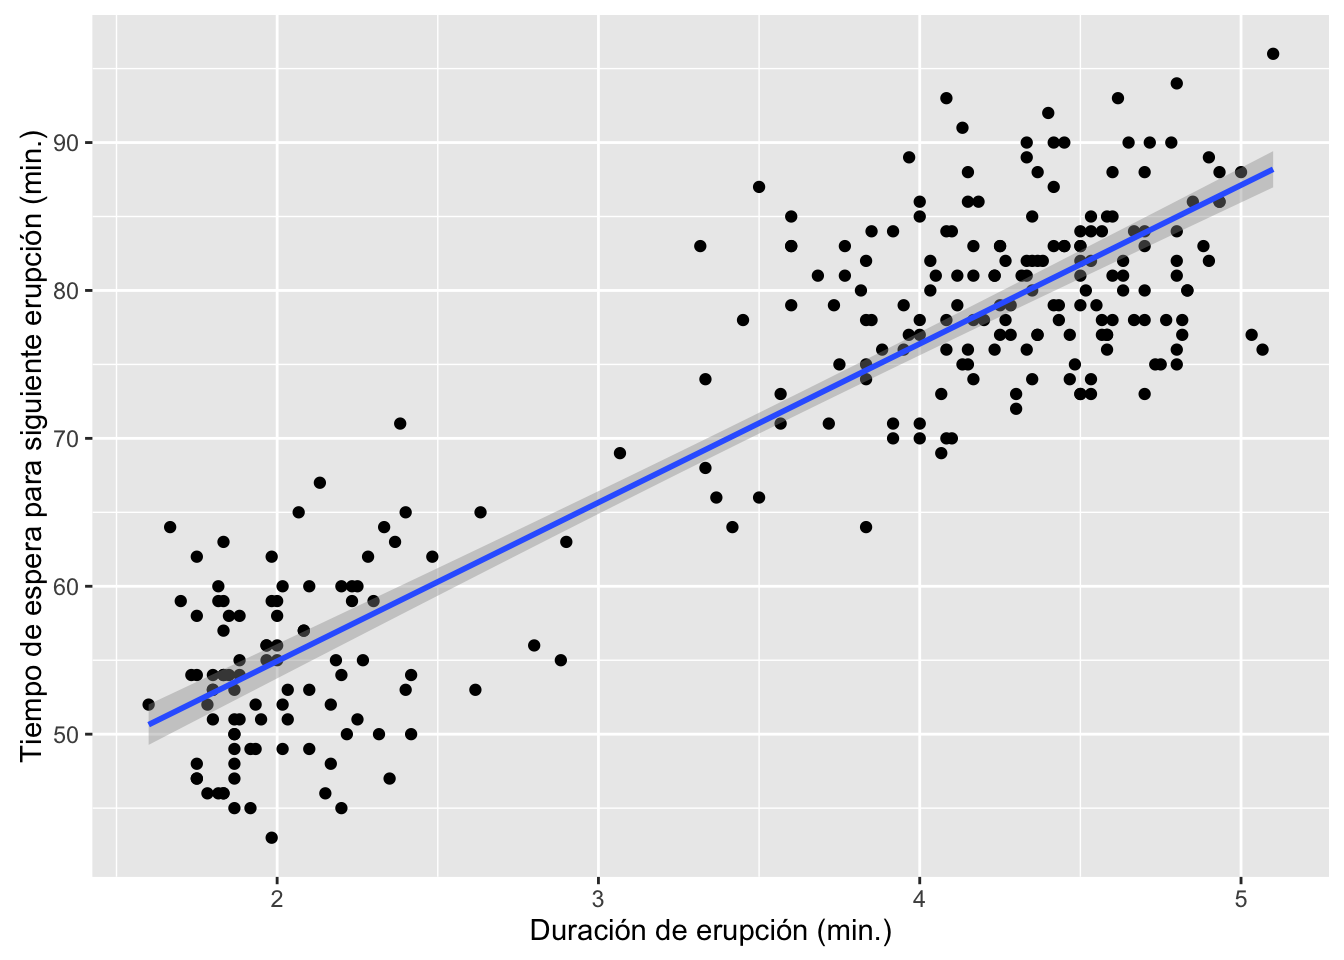 Tiempo de espera para siguiente erupción (min.)
90
80
70
60
50
2 3 4 5
Duración de erupción (min.)